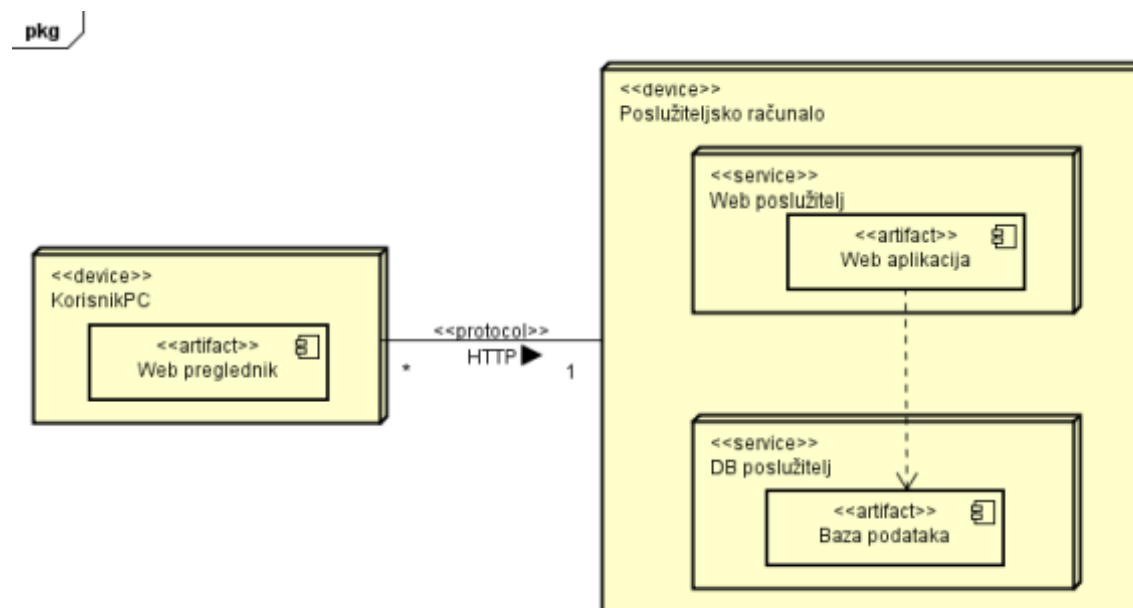 pkg
<<device>>
Poslužiteljsko računalo
<<service>>
Web poslužitelj
<<artifact>>
Web aplikacija
<<device>>
KorisnikPC
<<artifact>>
Web preglednik
<<protocol>>
HTTP
*
1
<<service>>
DB poslužitelj
<<artifact>>
Baza podataka